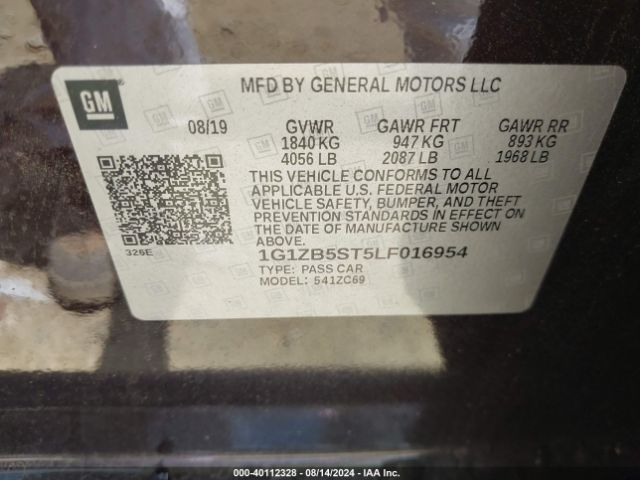 GM
MFD BY GENERAL MOTORS LLC
08/19 GVWR GAWR FRT GAWR RR
1840 KG 947 KG 893 KG
4056 LB 2087 LB 1968 LB
THIS VEHICLE CONFORMS TO ALL
APPLICABLE U.S. FEDERAL MOTOR
VEHICLE SAFETY, BUMPER, AND THEFT
PREVENTION STANDARDS IN EFFECT ON
THE DATE OF MANUFACTURE SHOWN
ABOVE.
326E
1G1ZB5ST5LF016954
TYPE: PASS CAR
MODEL: 541ZC69
000-40112328 - 08/14/2024 - IAA Inc.